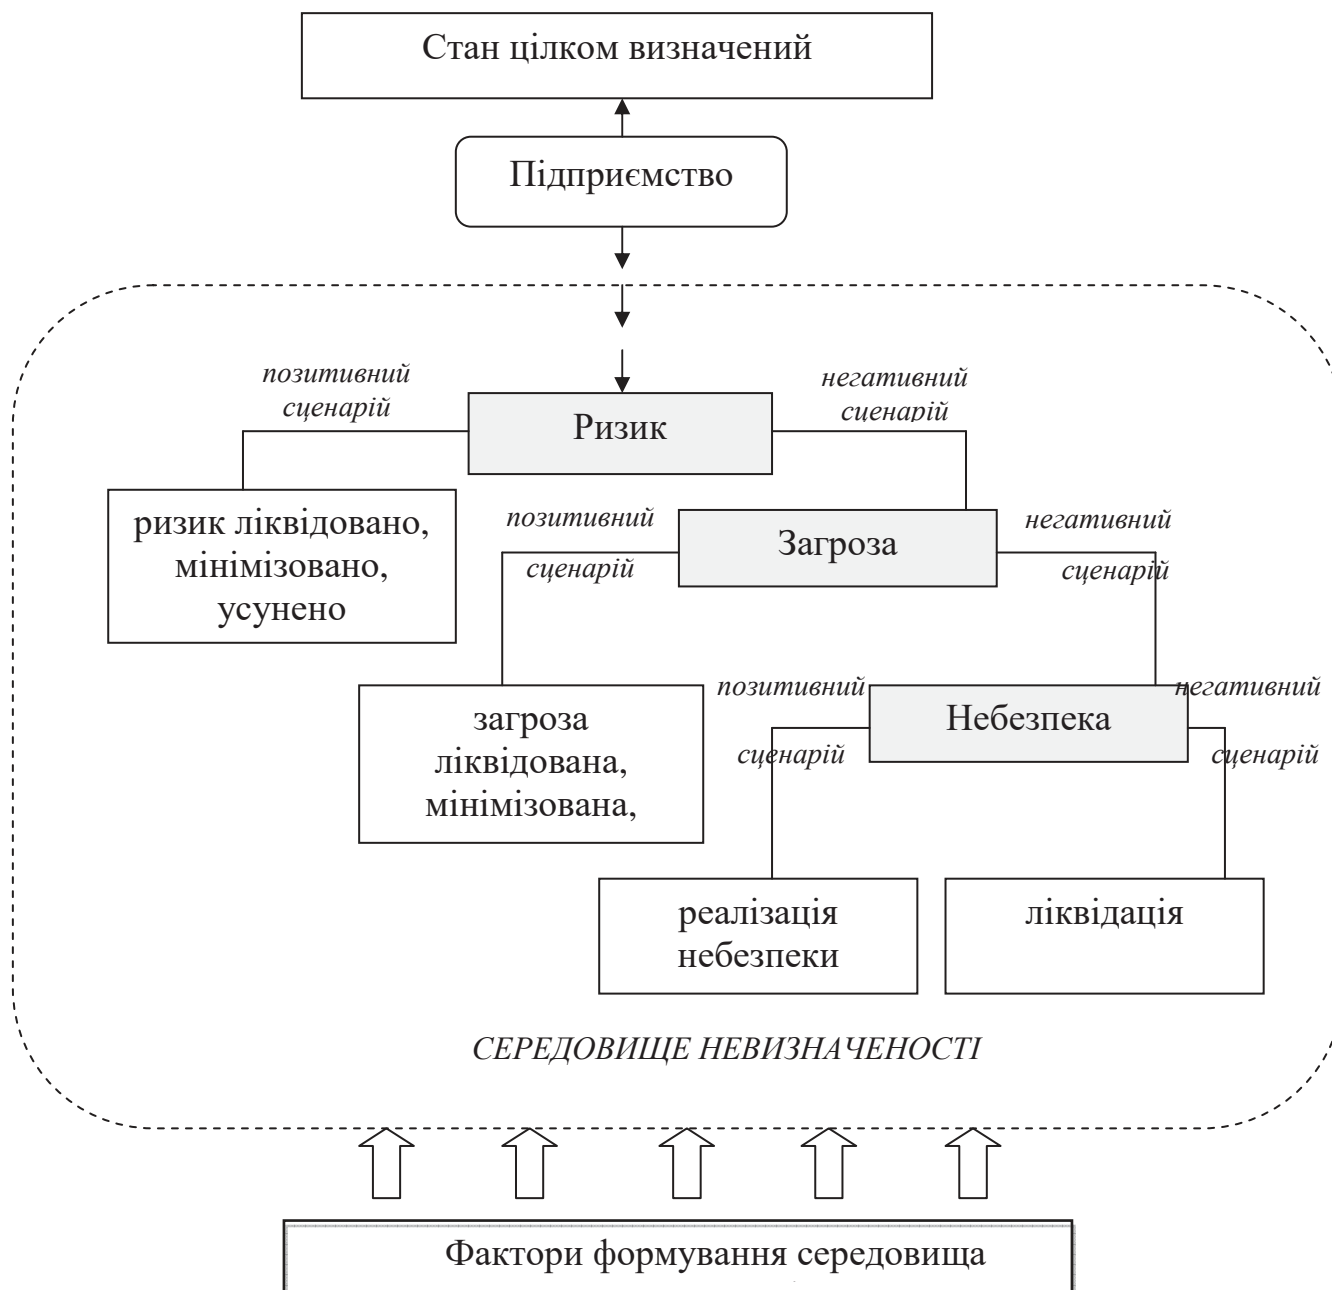 Стан цілком визначений
Підприємство
позитивний
сценарій
негативний
сценарій
Ризик
ризик ліквідовано,
мінімізовано,
усунено
позитивний
сценарій
Загроза
негативний
сценарій
загроза
ліквідована,
мінімізована,
позитивний
сценарій
Небезпека
негативний
сценарій
реалізація
небезпеки
ліквідація
СЕРЕДОВИЩЕ НЕВИЗНАЧЕНОСТІ
Фактори формування середовища